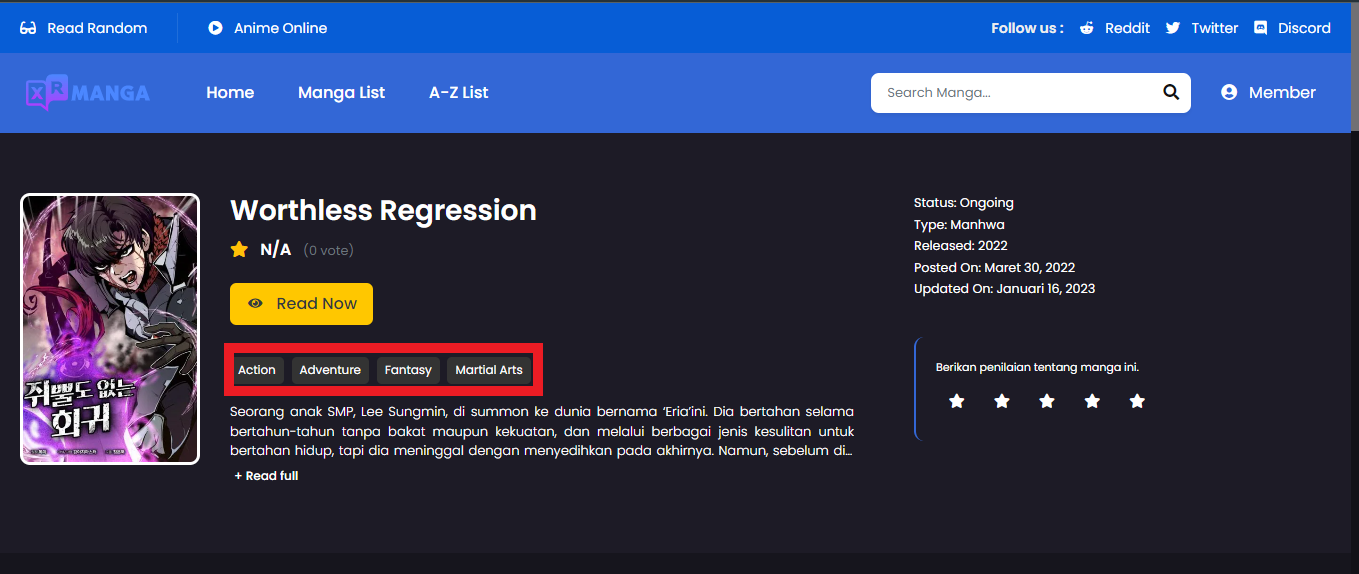 Read Random Anime Online Follow us : Reddit Twitter Discord
XR MANGA Home Manga List A-Z List Search Manga... Member
Worthless Regression
N/A (0 vote)
Read Now
Action Adventure Fantasy Martial Arts
Seorang anak SMP, Lee Sungmin, di summon ke dunia bernama ‘Eria’ini. Dia bertahan selama
bertahun-tahun tanpa bakat maupun kekuatan, dan melalui berbagai jenis kesulitan untuk
bertahan hidup, tapi dia meninggal dengan menyedihkan pada akhirnya. Namun, sebelum di...
+ Read full
쥐뿔도 없는
회귀
Status: Ongoing
Type: Manhwa
Released: 2022
Posted On: Maret 30, 2022
Updated On: Januari 16, 2023
Berikan penilaian tentang manga ini.